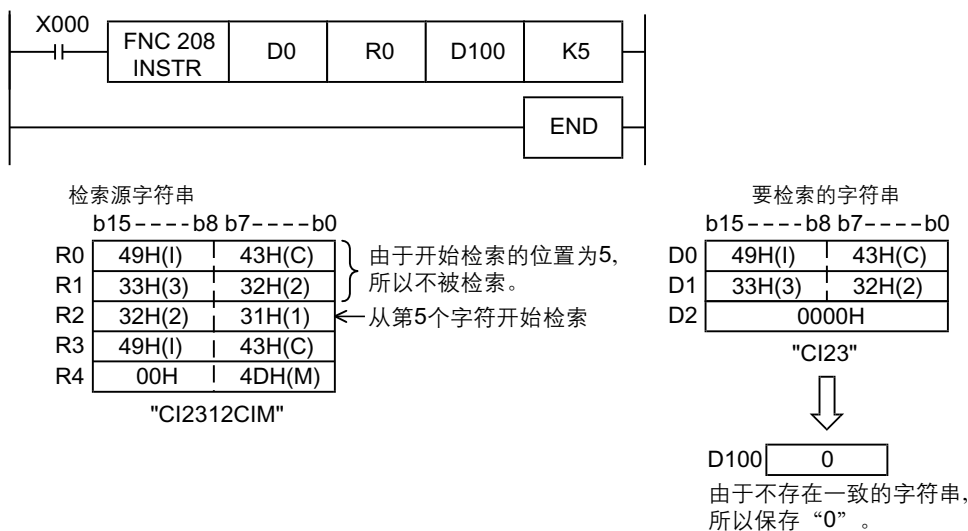 X000
FNC 208
INSTR
D0
R0
D100
K5
END
检索源字符串
b15----b8 b7----b0
R0 49H(I) 43H(C)
R1 33H(3) 32H(2)
R2 32H(2) 31H(1)
R3 49H(I) 43H(C)
R4 00H 4DH(M)
"CI2312CIM"
由于开始检索的位置为5,
所以不被检索。
从第5个字符开始检索
要检索的字符串
b15----b8 b7----b0
D0 49H(I) 43H(C)
D1 33H(3) 32H(2)
D2 0000H
"CI23"
D100 0
由于不存在一致的字符串,
所以保存“0”。